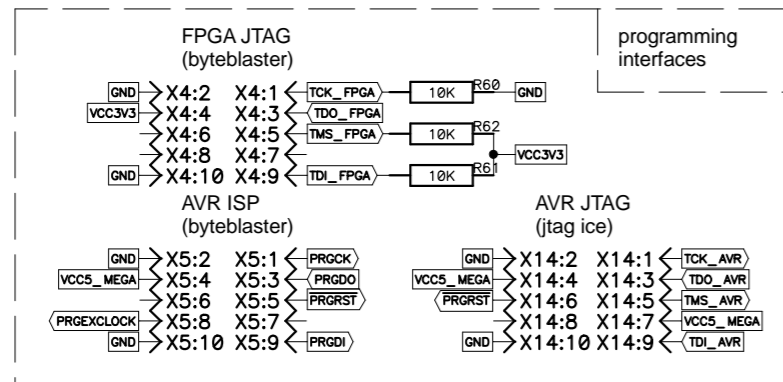 FPGA JTAG
(byteblaster)
programming
interfaces
GND X4:2 X4:1 TCK_FPGA 10K R60 GND
VCC3V3 X4:4 X4:3 TDO_FPGA
X4:6 X4:5 TMS_FPGA 10K R62
X4:8 X4:7 VCC3V3
GND X4:10 X4:9 TDI_FPGA 10K R61
AVR ISP
(byteblaster)
GND X5:2 X5:1 PRGCK
VCC5_MEGA X5:4 X5:3 PRGDO
X5:6 X5:5 PRGRST
PRGEXCLOCK X5:8 X5:7
GND X5:10 X5:9 PRGDI
AVR JTAG
(jtag ice)
GND X14:2 X14:1 TCK_AVR
VCC5_MEGA X14:4 X14:3 TDO_AVR
PRGRST X14:6 X14:5 TMS_AVR
X14:8 X14:7 VCC5_MEGA
GND X14:10 X14:9 TDI_AVR